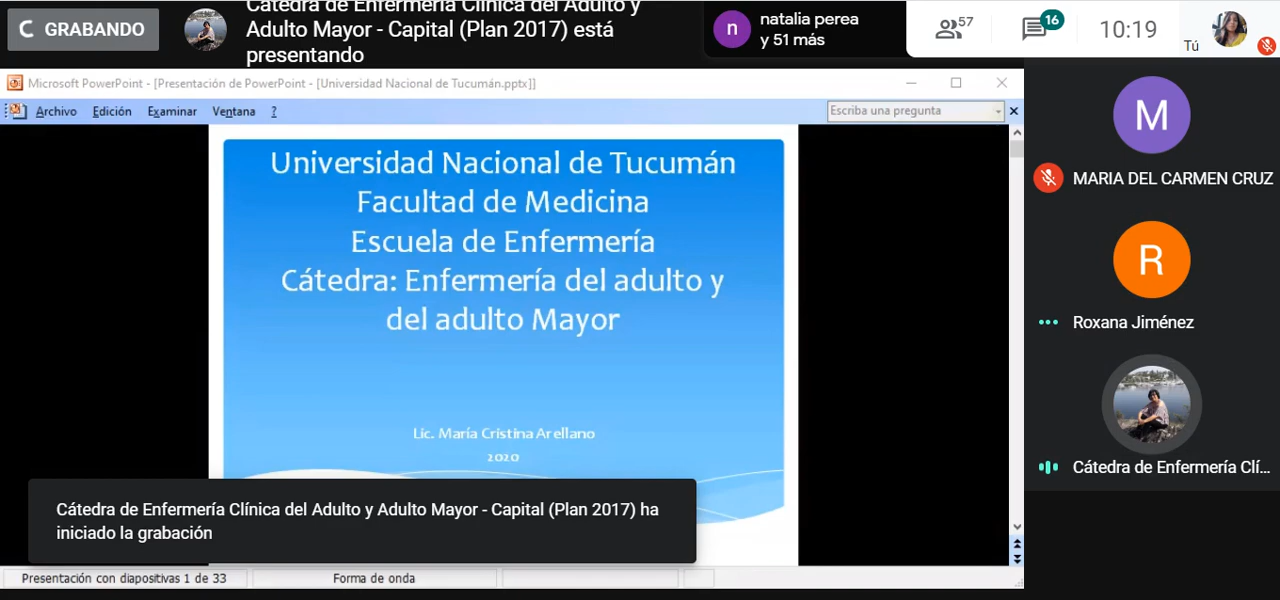 C GRABANDO
Cátedra de Enfermería Clínica del Adulto y
Adulto Mayor - Capital (Plan 2017) está
presentando
n
natalia perea
y 51 más
57
16
10:19
Tú
Microsoft PowerPoint - [Presentación de PowerPoint - [Universidad Nacional de Tucumán.pptx]]
Archivo Edición Examinar Ventana ?
Escriba una pregunta
Universidad Nacional de Tucumán
Facultad de Medicina
Escuela de Enfermería
Cátedra: Enfermería del adulto y
del adulto Mayor
Lic. María Cristina Arellano
2020
Cátedra de Enfermería Clínica del Adulto y Adulto Mayor - Capital (Plan 2017) ha
iniciado la grabación
Presentación con diapositivas 1 de 33
Forma de onda
M
MARIA DEL CARMEN CRUZ
R
Roxana Jiménez
Cátedra de Enfermería Clí...